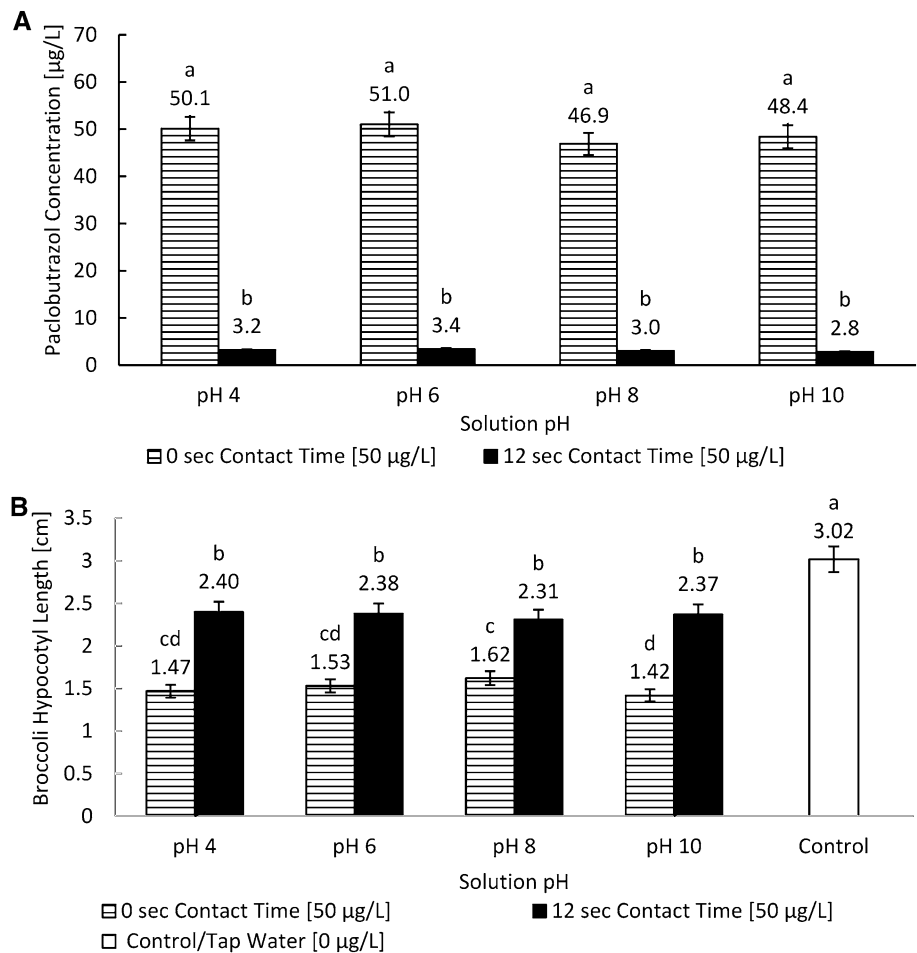 A
Paclobutrazol Concentration [µg/L]
70
60
50
40
30
20
10
0
a
50.1
b
3.2
a
51.0
b
3.4
a
46.9
b
3.0
a
48.4
b
2.8
pH 4
pH 6
pH 8
pH 10
Solution pH
0 sec Contact Time [50 µg/L]
12 sec Contact Time [50 µg/L]
B
Broccoli Hypocotyl Length [cm]
3.5
3
2.5
2
1.5
1
0.5
0
cd
1.47
b
2.40
cd
1.53
b
2.38
c
1.62
b
2.31
d
1.42
b
2.37
a
3.02
pH 4
pH 6
pH 8
pH 10
Control
Solution pH
0 sec Contact Time [50 µg/L]
12 sec Contact Time [50 µg/L]
Control/Tap Water [0 µg/L]